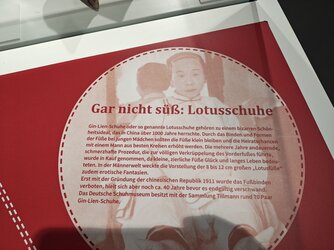 Gar nicht süß: Lotusschuhe
Gin-Lien-Schuhe oder so genannte Lotusschuhe gehören zu einem bizarren Schön-
heitsideal, das in China über 1000 Jahre herrschte. Durch das Binden und Formen
der Füße bei jungen Mädchen sollten die Füße klein bleiben und die Heiratschancen
mit einem Mann aus besten Kreisen erhöht werden. Die mehrere Jahre andauernde,
schmerzhafte Prozedur, die zur völligen Verkrüppelung des Vorderfußes führte,
wurde in Kauf genommen, da kleine, zierliche Füße Glück und langes Leben bedeu-
teten. In der Männerwelt weckte die Vorstellung der 8 bis 12 cm großen „Lotusfüße"
zudem erotische Fantasien.
Erst mit der Gründung der chinesischen Republik 1911 wurde das Fußbinden
verboten, hielt sich aber noch ca. 40 Jahre bevor es endgültig verschwand.
Das Deutsche Schuhmuseum besitzt mit der Sammlung Tillmann rund 70 Paar
Gin-Lien-Schuhe.